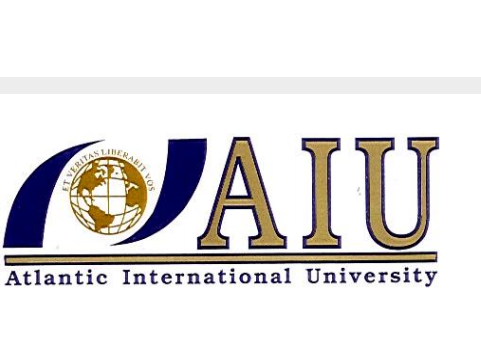 ET VERITAS LIBERABIT VOS
AIU
Atlantic International University